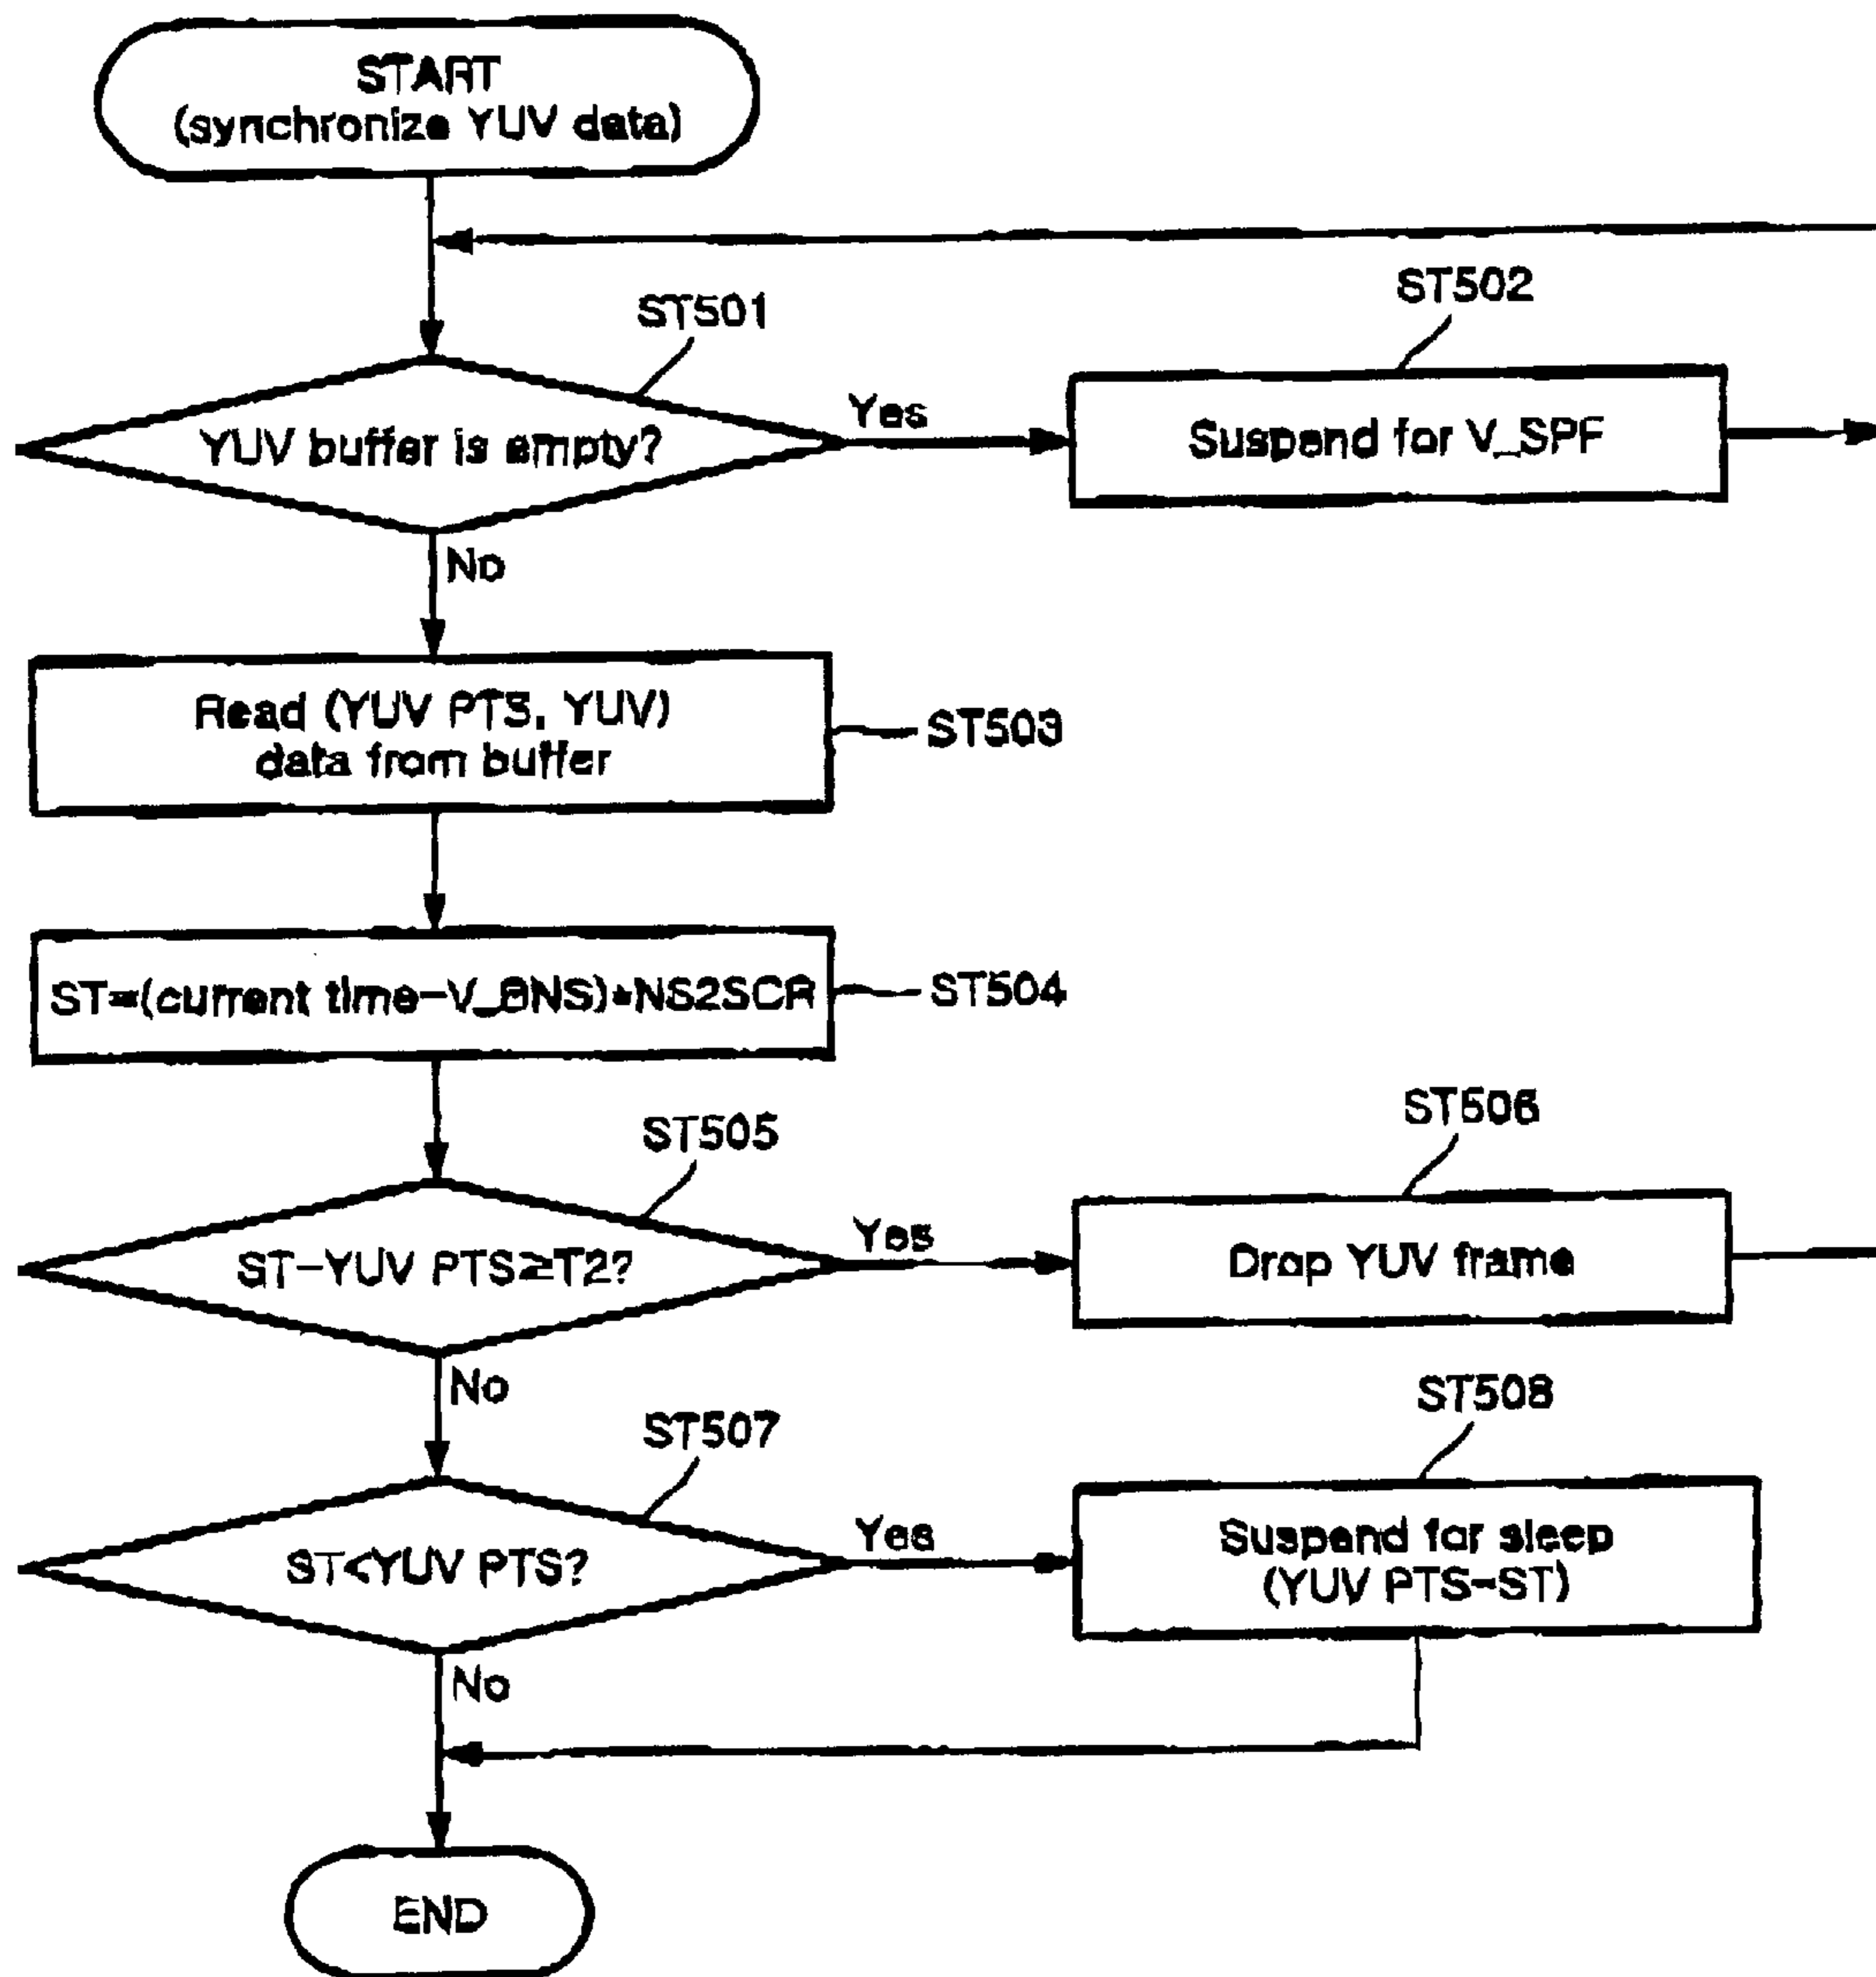 START
(synchronize YUV data)
ST501
ST502
YUV buffer is empty?
Yes
Suspend for V_SPF
No
Read (YUV PTS, YUV)
data from buffer
ST503
ST=(current time-V_BNS)*NS2SCR
ST504
ST505
ST506
ST-YUV PTS≥T2?
Yes
Drop YUV frame
No
ST507
ST508
ST<YUV PTS?
Yes
Suspend for sleep
(YUV PTS-ST)
No
END